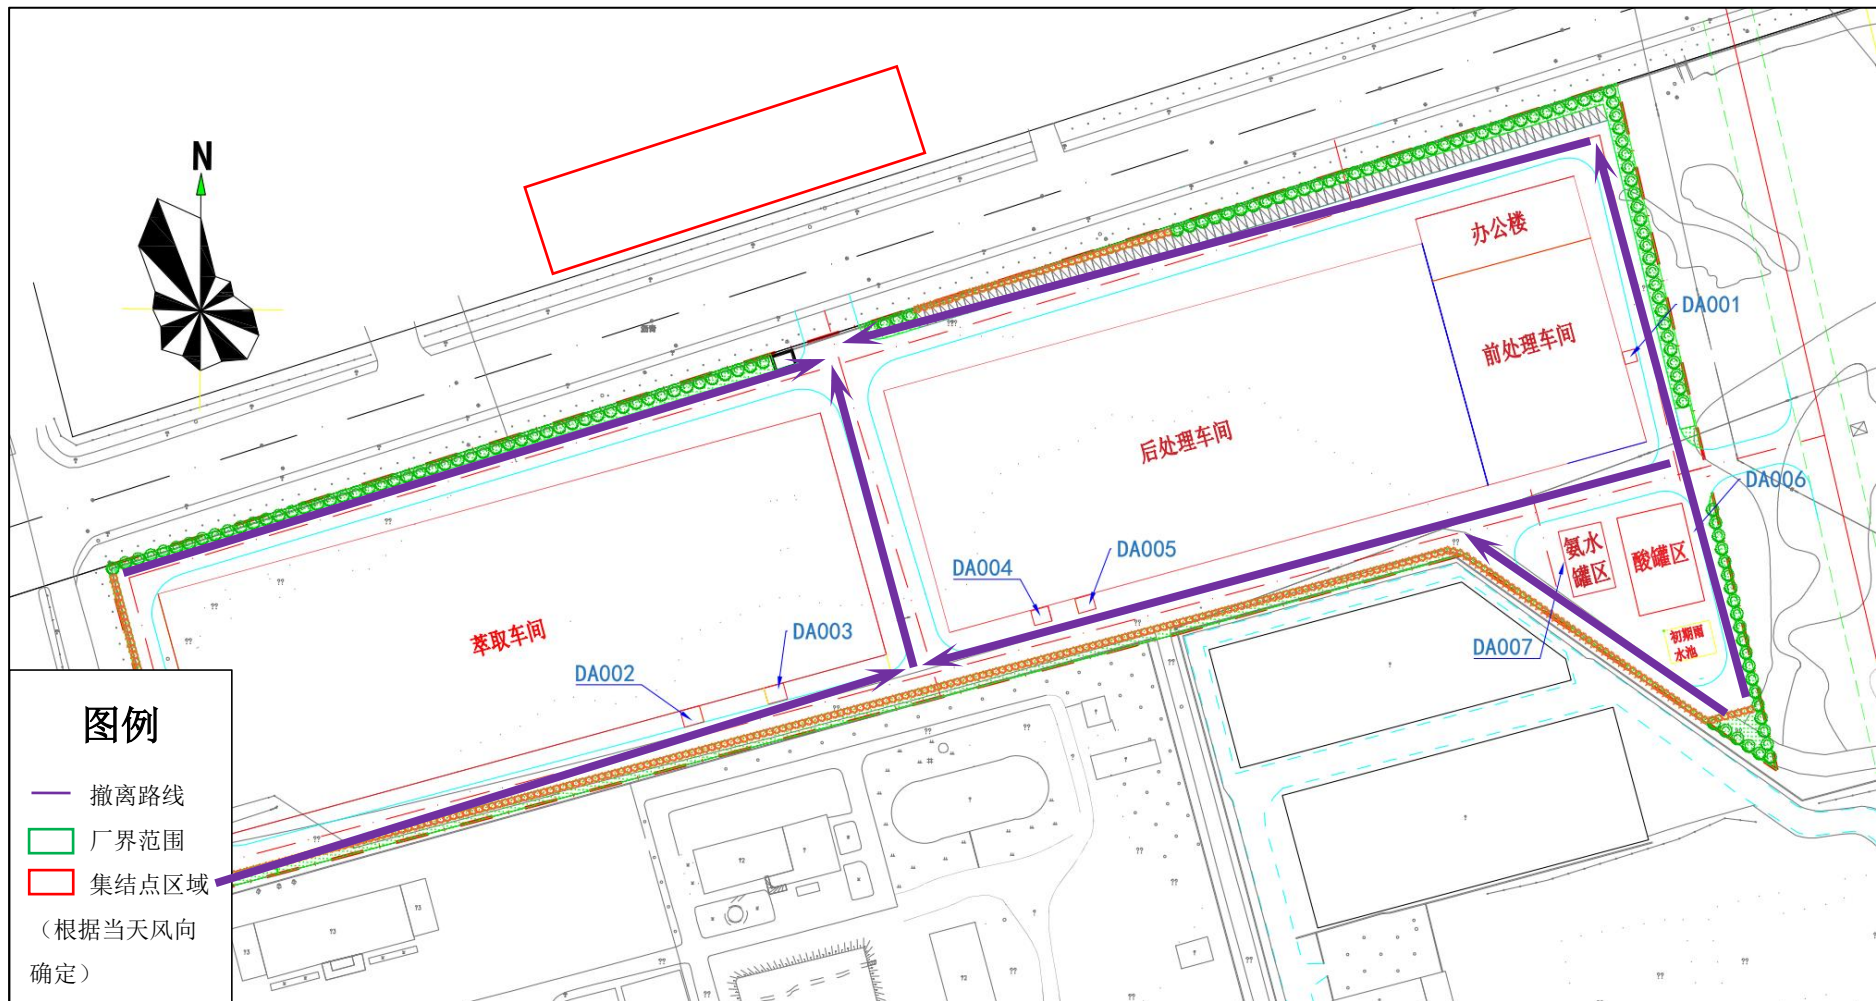 N
办公楼
DA001
前处理车间
后处理车间
DA006
氨水
罐区
酸罐区
DA005
DA004
DA007
初期雨
水池
DA003
萃取车间
DA002
图例
撤离路线
厂界范围
集结点区域
（根据当天风向
确定）